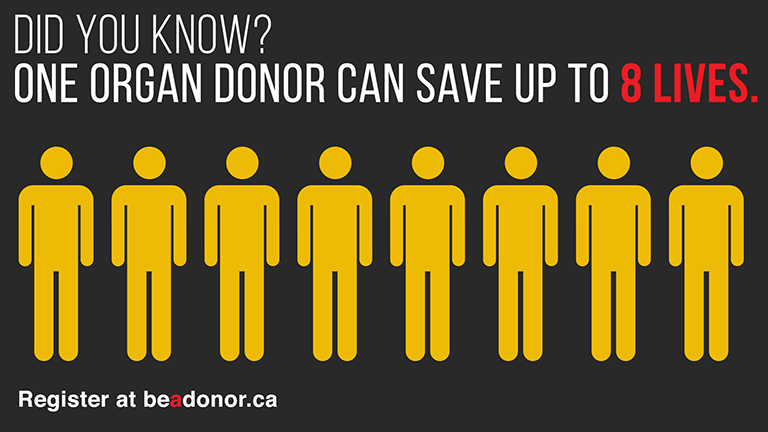 DID YOU KNOW?
ONE ORGAN DONOR CAN SAVE UP TO 8 LIVES.
Register at beadonor.ca